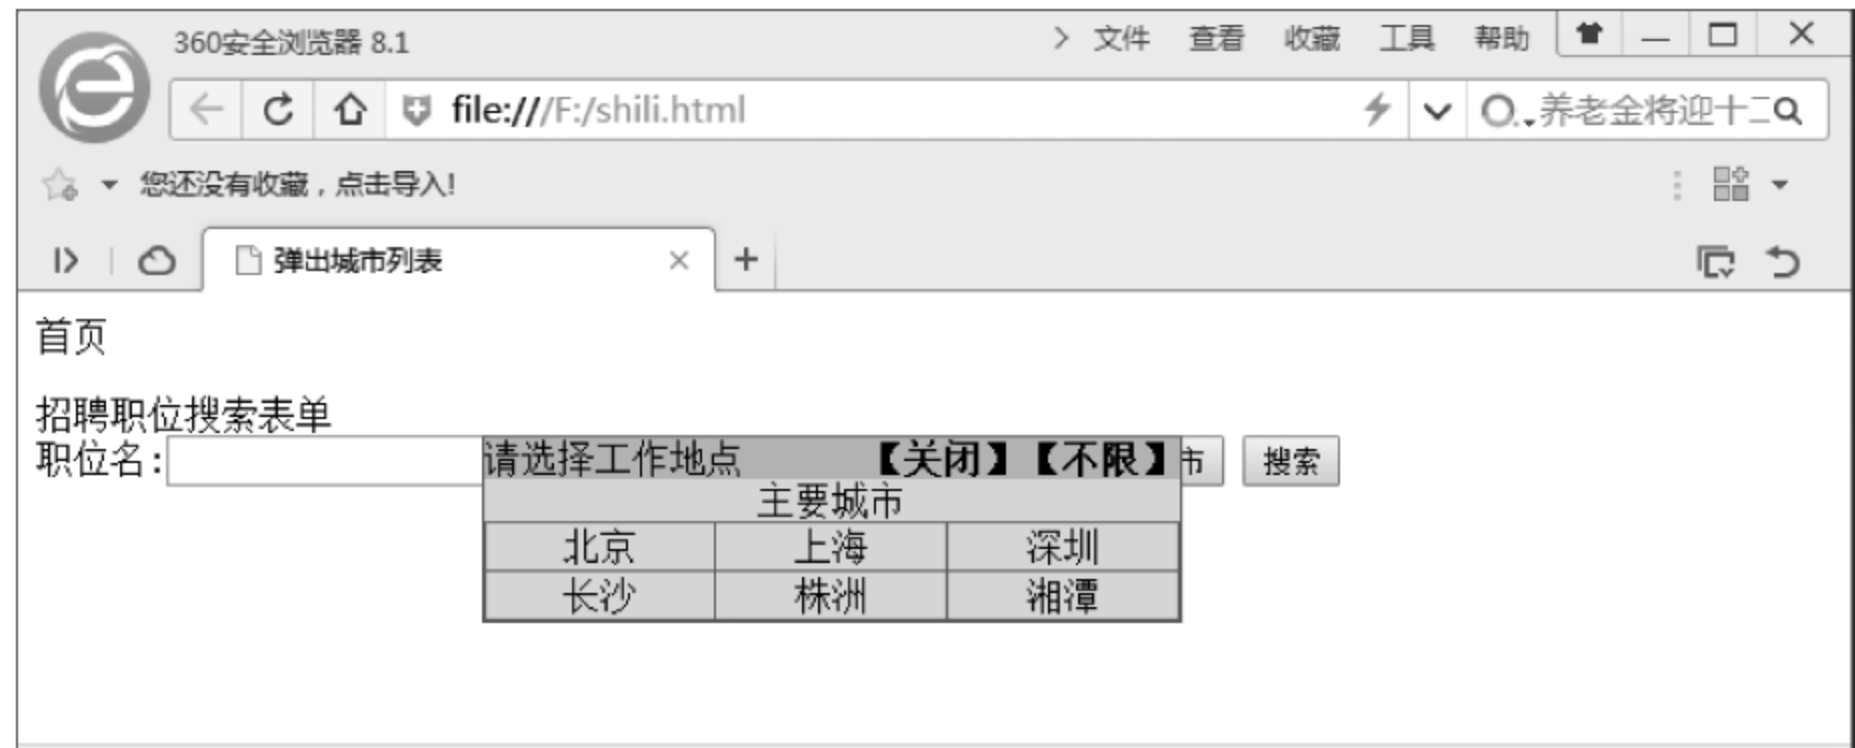 360安全浏览器 8.1
文件 查看 收藏 工具 帮助
file:///F:/shili.html
养老金将迎十二
您还没有收藏，点击导入!
弹出城市列表
首页
招聘职位搜索表单
职位名:
请选择工作地点 【关闭】【不限】
市 搜索
主要城市
北京 上海 深圳
长沙 株洲 湘潭